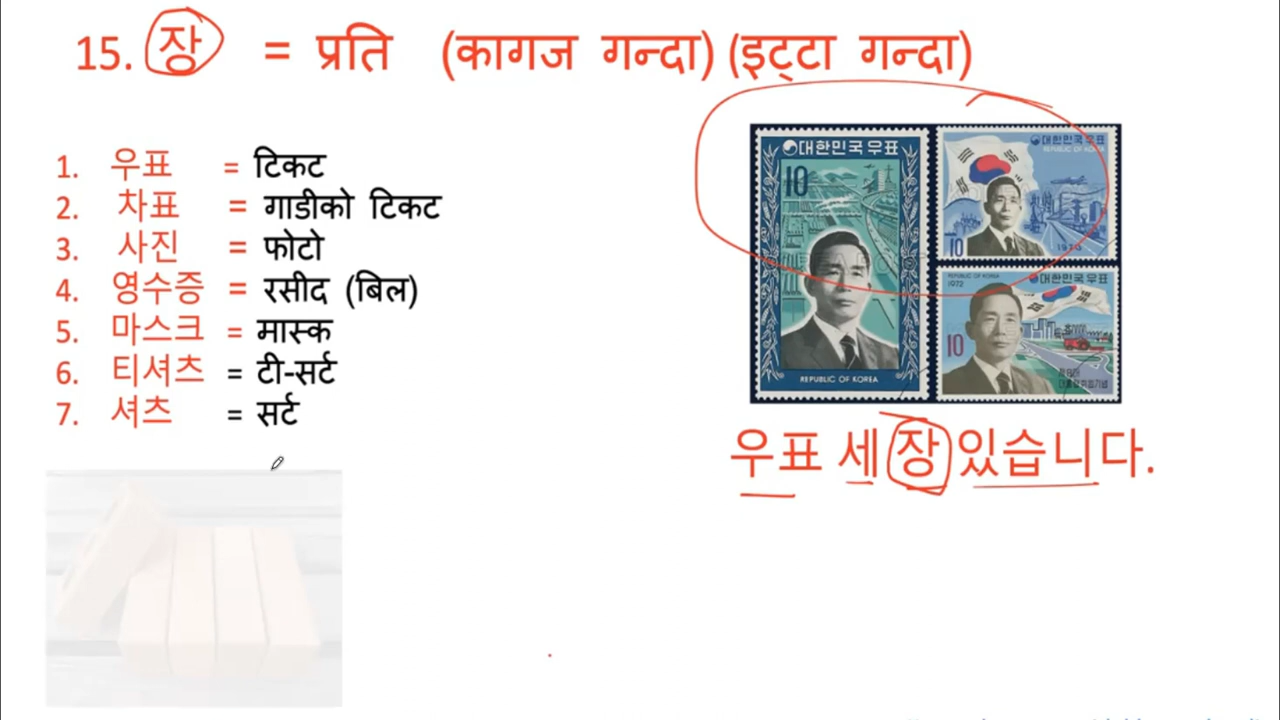 15. 장 = प्रति (कागज गन्दा) (इट्टा गन्दा)
1. 우표 = टिकट
2. 차표 = गाडीको टिकट
3. 사진 = फोटो
4. 영수증 = रसीद (बिल)
5. 마스크 = मास्क
6. 티셔츠 = टी-सर्ट
7. 셔츠 = सर्ट
대한민국우표
10
REPUBLIC OF KOREA
대한민국우표
REPUBLIC OF KOREA
10
REPUBLIC OF KOREA
1972
대한민국우표
10
우표 세 장 있습니다.